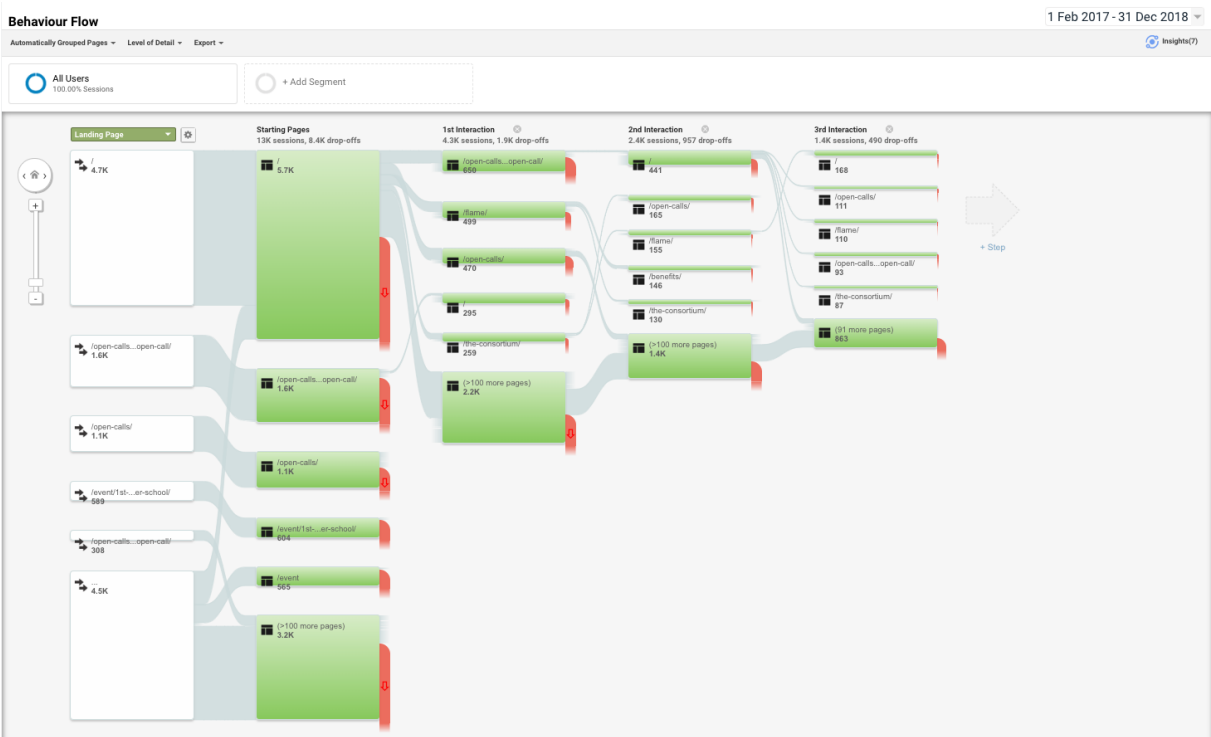 Behaviour Flow
1 Feb 2017 - 31 Dec 2018
Automatically Grouped Pages Level of Detail Export
Insights(7)
All Users
100.00% Sessions
+ Add Segment
Landing Page
/
4.7K
/open-calls...open-call/
1.6K
/open-calls/
1.1K
/event/1st-...er-school/
589
/open-calls...open-call/
308
...
4.5K
Starting Pages
13K sessions, 8.4K drop-offs
/
5.7K
/open-calls...open-call/
1.6K
/open-calls/
1.1K
/event/1st-...er-school/
604
/event
565
(>100 more pages)
3.2K
1st Interaction
4.3K sessions, 1.9K drop-offs
/open-calls...open-call/
650
/flame/
499
/open-calls/
470
/
295
/the-consortium/
259
(>100 more pages)
2.2K
2nd Interaction
2.4K sessions, 957 drop-offs
/
441
/open-calls/
165
/flame/
155
/benefits/
146
/the-consortium/
130
(>100 more pages)
1.4K
3rd Interaction
1.4K sessions, 490 drop-offs
/
168
/open-calls/
111
/flame/
110
/open-calls...open-call/
93
/the-consortium/
87
(91 more pages)
863
+ Step